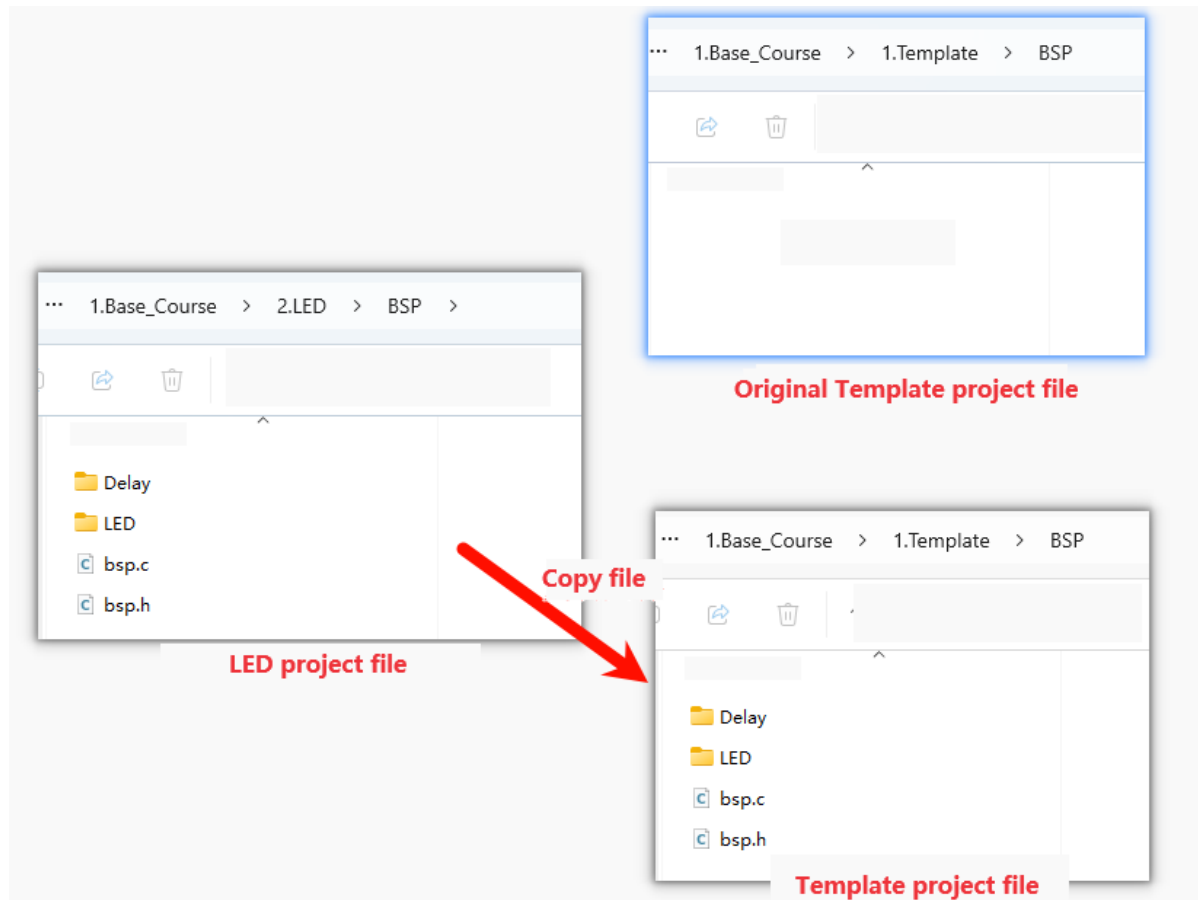 ··· 1.Base_Course > 1.Template > BSP
Original Template project file
··· 1.Base_Course > 2.LED > BSP >
Delay
LED
bsp.c
bsp.h
LED project file
Copy file
··· 1.Base_Course > 1.Template > BSP
Delay
LED
bsp.c
bsp.h
Template project file